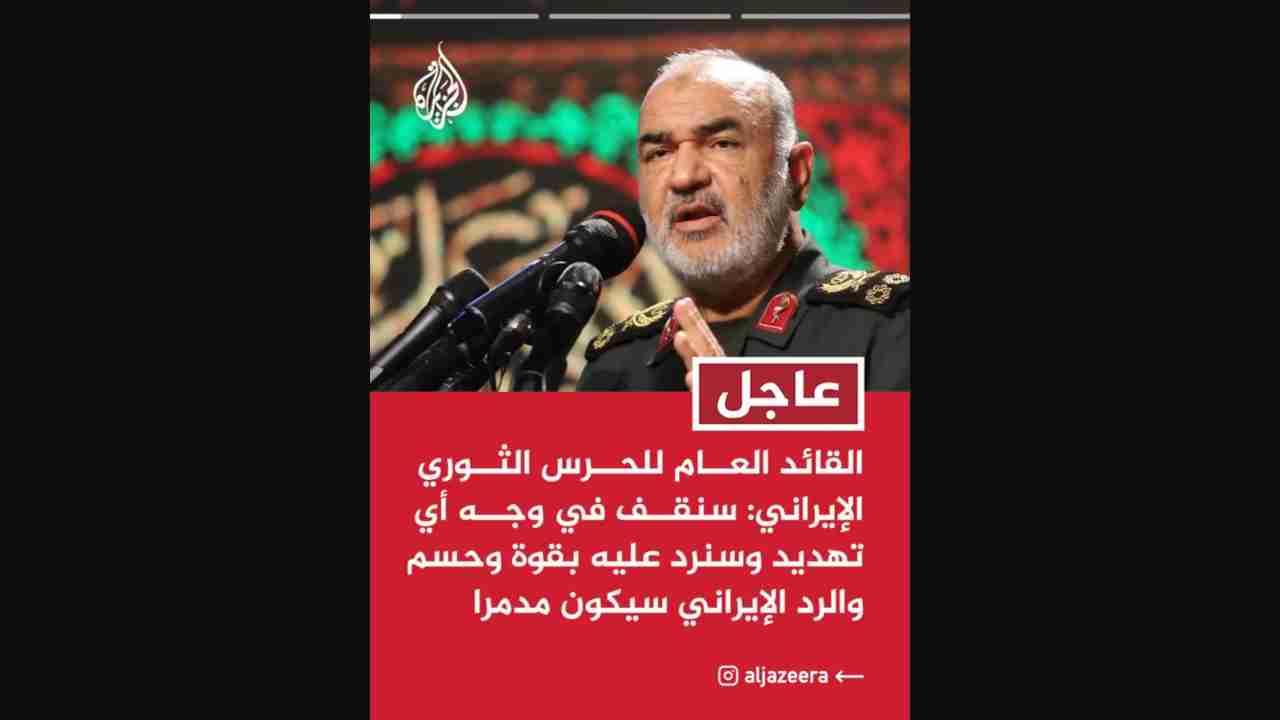 الجزيرة
عاجل
القائد العام للحرس الثوري
الإيراني: سنقف في وجه أي
تهديد وسنرد عليه بقوة وحسم
والرد الإيراني سيكون مدمرا
aljazeera